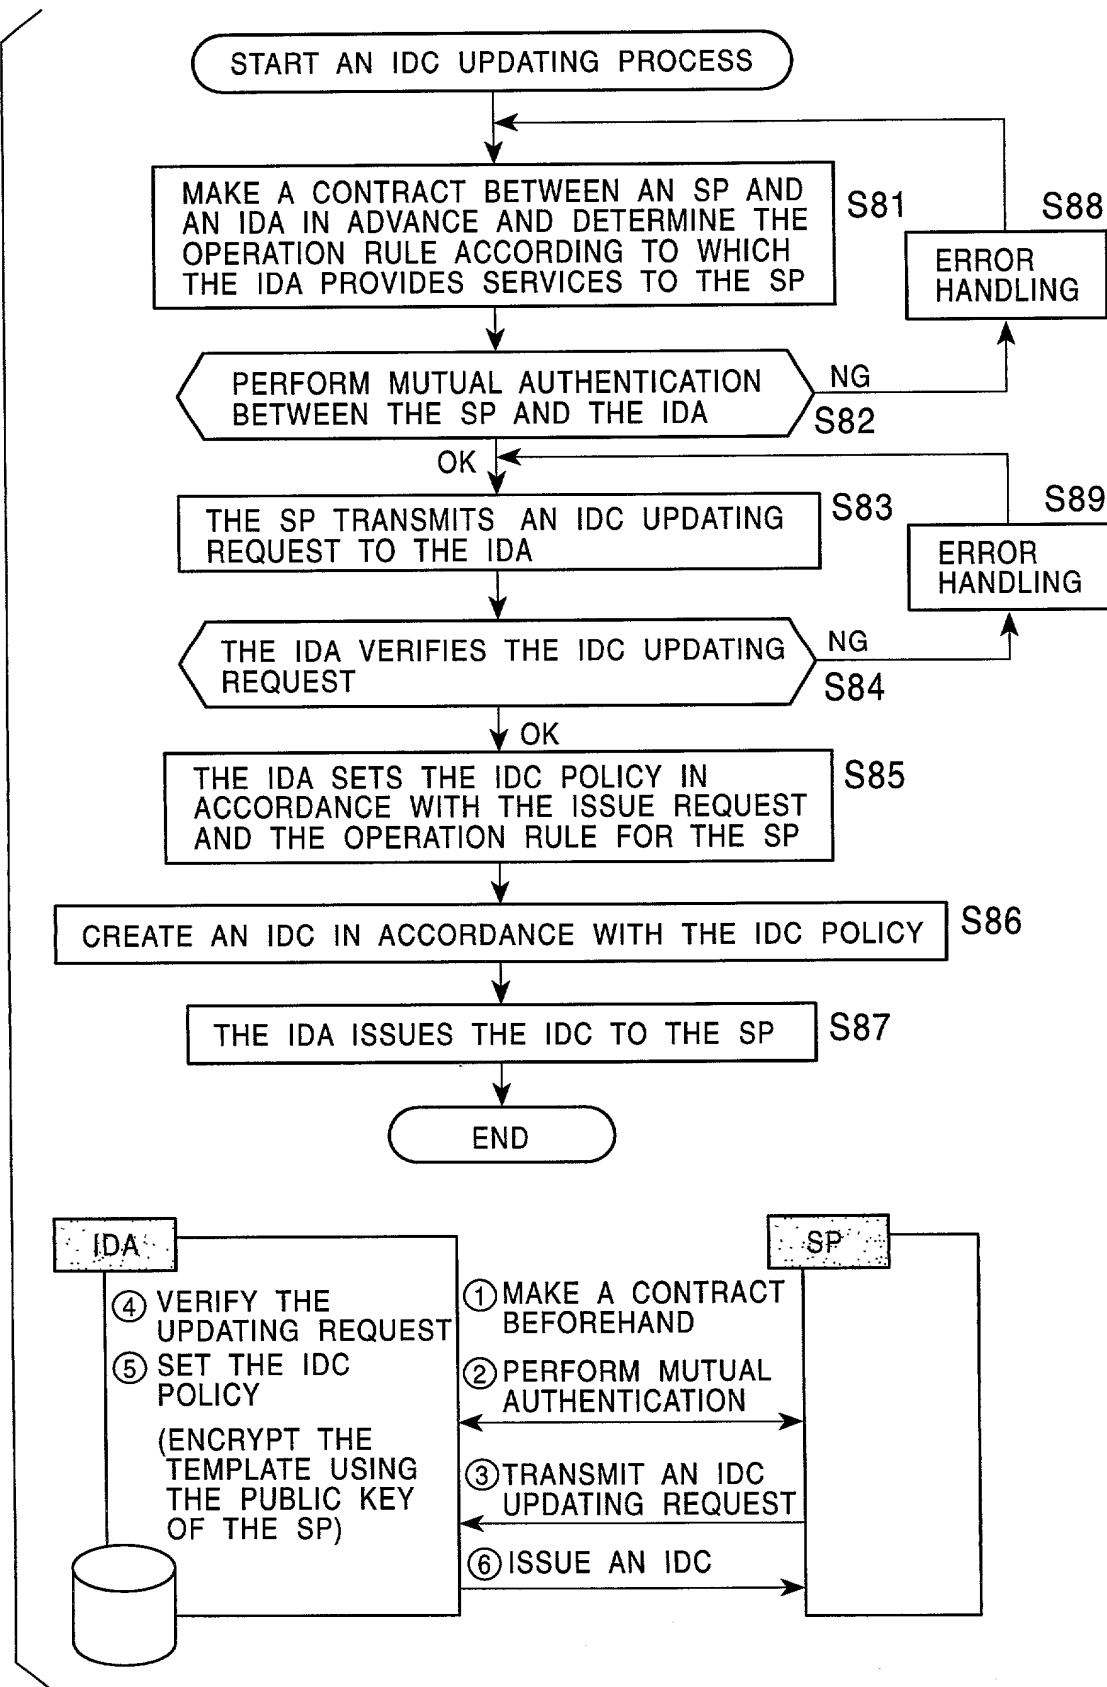 START AN IDC UPDATING PROCESS
MAKE A CONTRACT BETWEEN AN SP AND
AN IDA IN ADVANCE AND DETERMINE THE
OPERATION RULE ACCORDING TO WHICH
THE IDA PROVIDES SERVICES TO THE SP
S81
S88
ERROR
HANDLING
PERFORM MUTUAL AUTHENTICATION
BETWEEN THE SP AND THE IDA
NG
S82
OK
THE SP TRANSMITS AN IDC UPDATING
REQUEST TO THE IDA
S83
S89
ERROR
HANDLING
THE IDA VERIFIES THE IDC UPDATING
REQUEST
NG
S84
OK
THE IDA SETS THE IDC POLICY IN
ACCORDANCE WITH THE ISSUE REQUEST
AND THE OPERATION RULE FOR THE SP
S85
CREATE AN IDC IN ACCORDANCE WITH THE IDC POLICY
S86
THE IDA ISSUES THE IDC TO THE SP
S87
END
IDA
④ VERIFY THE
UPDATING REQUEST
⑤ SET THE IDC
POLICY
(ENCRYPT THE
TEMPLATE USING
THE PUBLIC KEY
OF THE SP)
① MAKE A CONTRACT
BEFOREHAND
② PERFORM MUTUAL
AUTHENTICATION
③ TRANSMIT AN IDC
UPDATING REQUEST
⑥ ISSUE AN IDC
SP